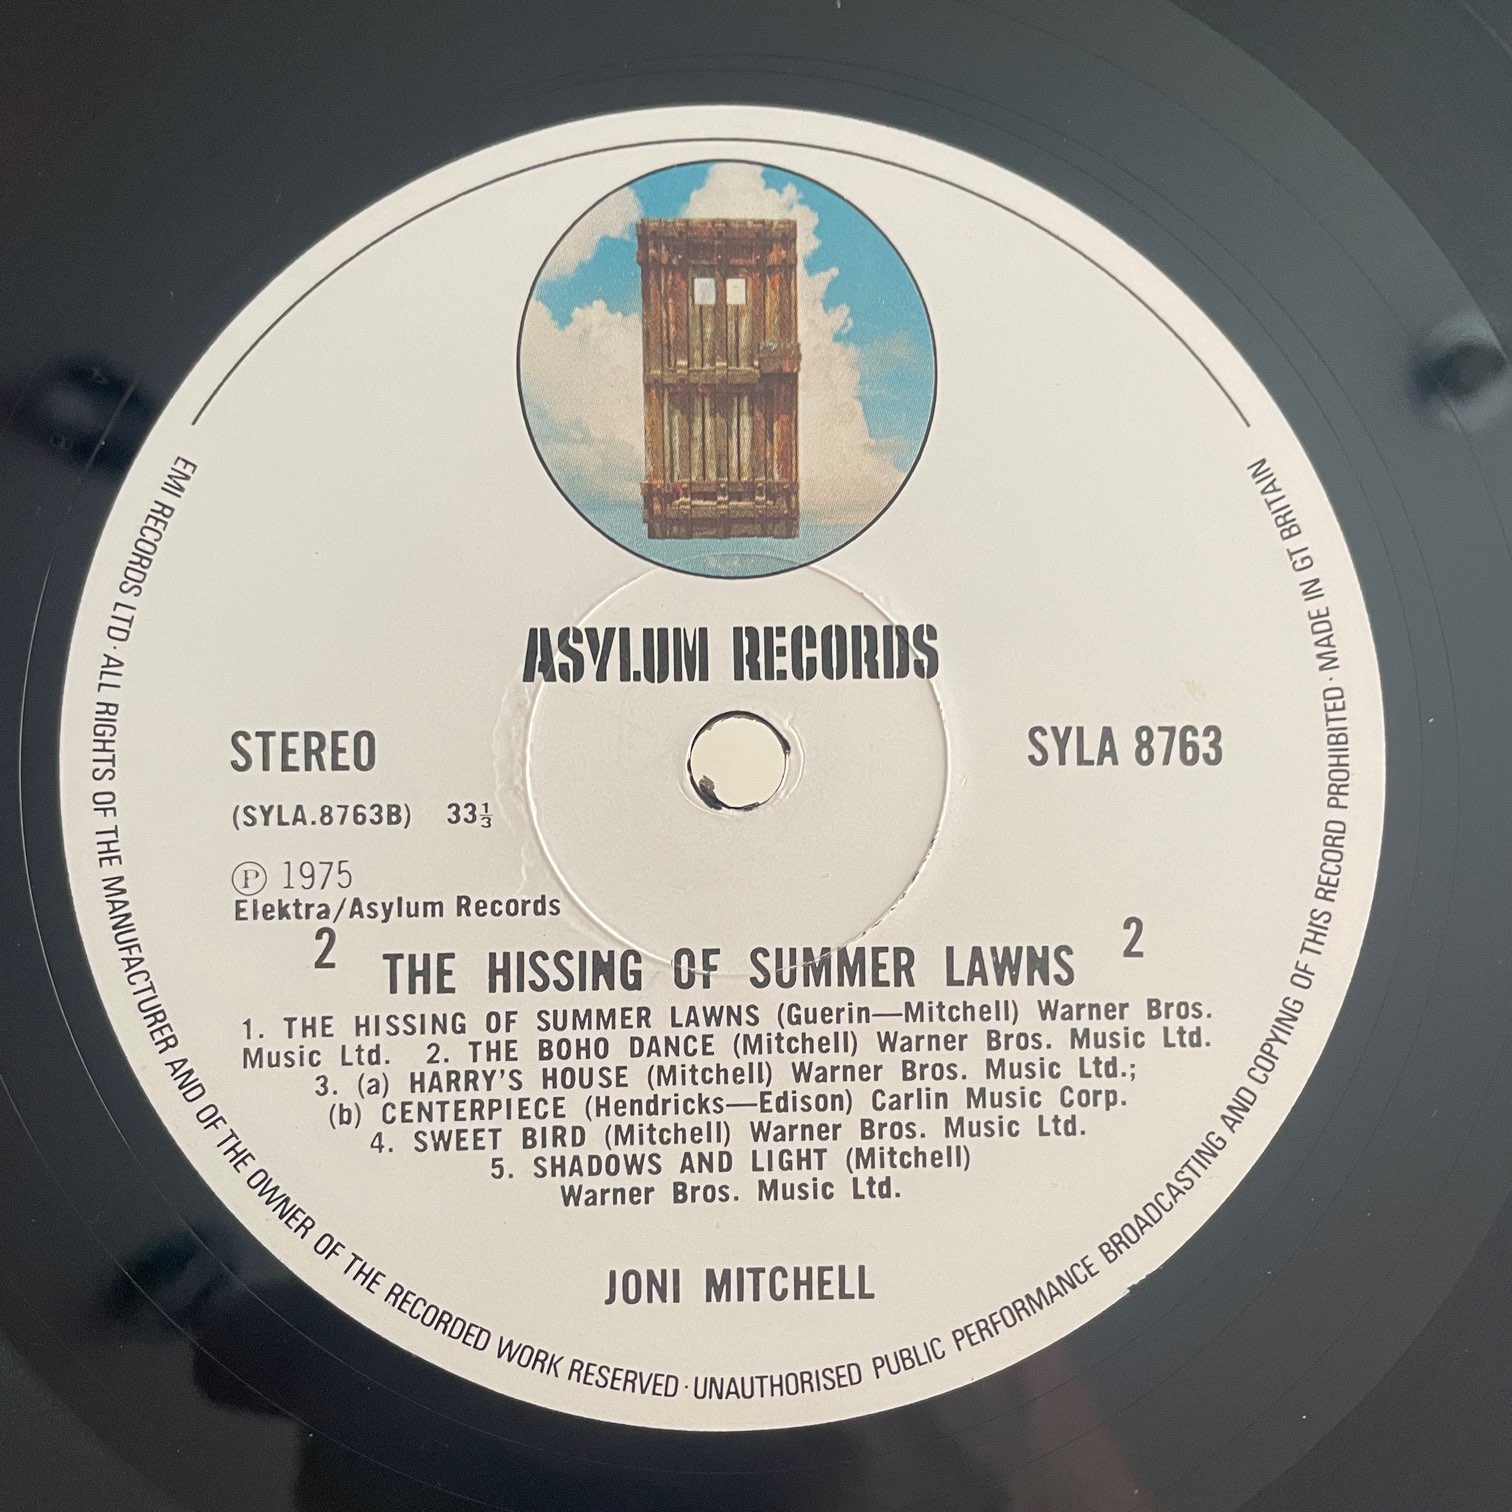 ASYLUM RECORDS
STEREO
SYLA 8763
(SYLA.8763B) 33⅓
Ⓟ 1975
Elektra/Asylum Records
2 THE HISSING OF SUMMER LAWNS 2
1. THE HISSING OF SUMMER LAWNS (Guerin—Mitchell) Warner Bros.
Music Ltd. 2. THE BOHO DANCE (Mitchell) Warner Bros. Music Ltd.
3. (a) HARRY'S HOUSE (Mitchell) Warner Bros. Music Ltd.;
(b) CENTERPIECE (Hendricks—Edison) Carlin Music Corp.
4. SWEET BIRD (Mitchell) Warner Bros. Music Ltd.
5. SHADOWS AND LIGHT (Mitchell)
Warner Bros. Music Ltd.
JONI MITCHELL
EMI RECORDS LTD · ALL RIGHTS OF THE MANUFACTURER AND OF THE OWNER OF THE RECORDED WORK RESERVED · UNAUTHORISED PUBLIC PERFORMANCE BROADCASTING AND COPYING OF THIS RECORD PROHIBITED · MADE IN GT BRITAIN